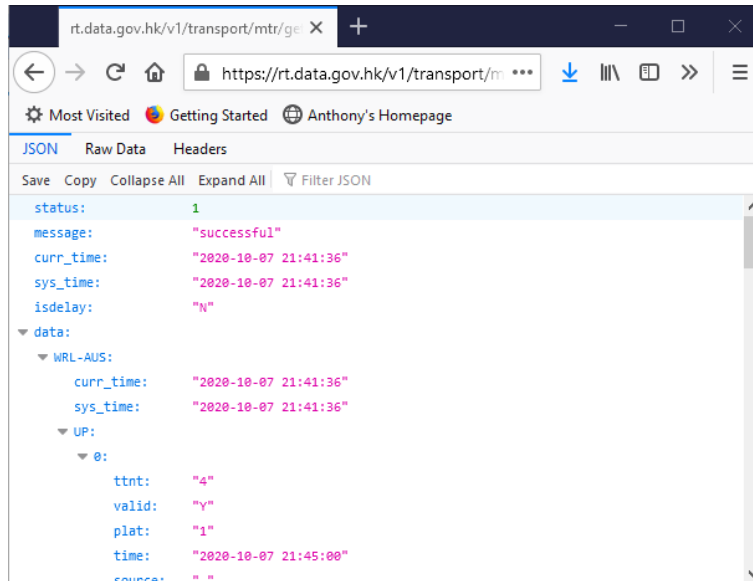 rt.data.gov.hk/v1/transport/mtr/ge
https://rt.data.gov.hk/v1/transport/m
Most Visited Getting Started Anthony's Homepage
JSON Raw Data Headers
Save Copy Collapse All Expand All Filter JSON
status: 1
message: "successful"
curr_time: "2020-10-07 21:41:36"
sys_time: "2020-10-07 21:41:36"
isdelay: "N"
data:
WRL-AUS:
curr_time: "2020-10-07 21:41:36"
sys_time: "2020-10-07 21:41:36"
UP:
0:
ttnt: "4"
valid: "Y"
plat: "1"
time: "2020-10-07 21:45:00"
source: "-"